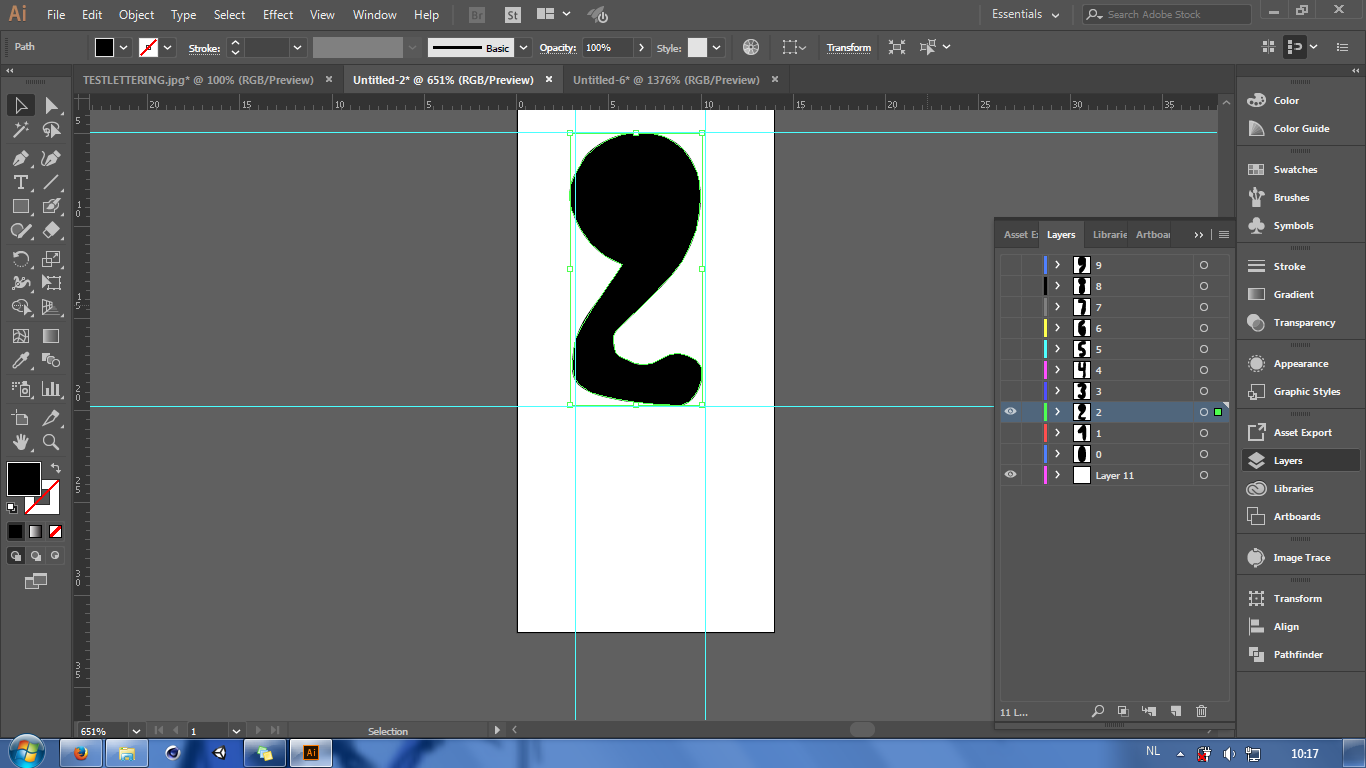 Ai File Edit Object Type Select Effect View Window Help Br St Essentials Search Adobe Stock
Path Stroke: Basic Opacity: 100% Style: Transform
TESTLETTERING.jpg* @ 100% (RGB/Preview) × Untitled-2* @ 651% (RGB/Preview) × Untitled-6* @ 1376% (RGB/Preview) ×
20 15 10 5 0 5 10 15 20 25 30 35
5
10
15
20
25
30
35
Asset E Layers Librarie Artboa
9
8
7
6
5
4
3
2
1
0
Layer 11
11 L...
Color
Color Guide
Swatches
Brushes
Symbols
Stroke
Gradient
Transparency
Appearance
Graphic Styles
Asset Export
Layers
Libraries
Artboards
Image Trace
Transform
Align
Pathfinder
651% 1 Selection
Ai NL 10:17